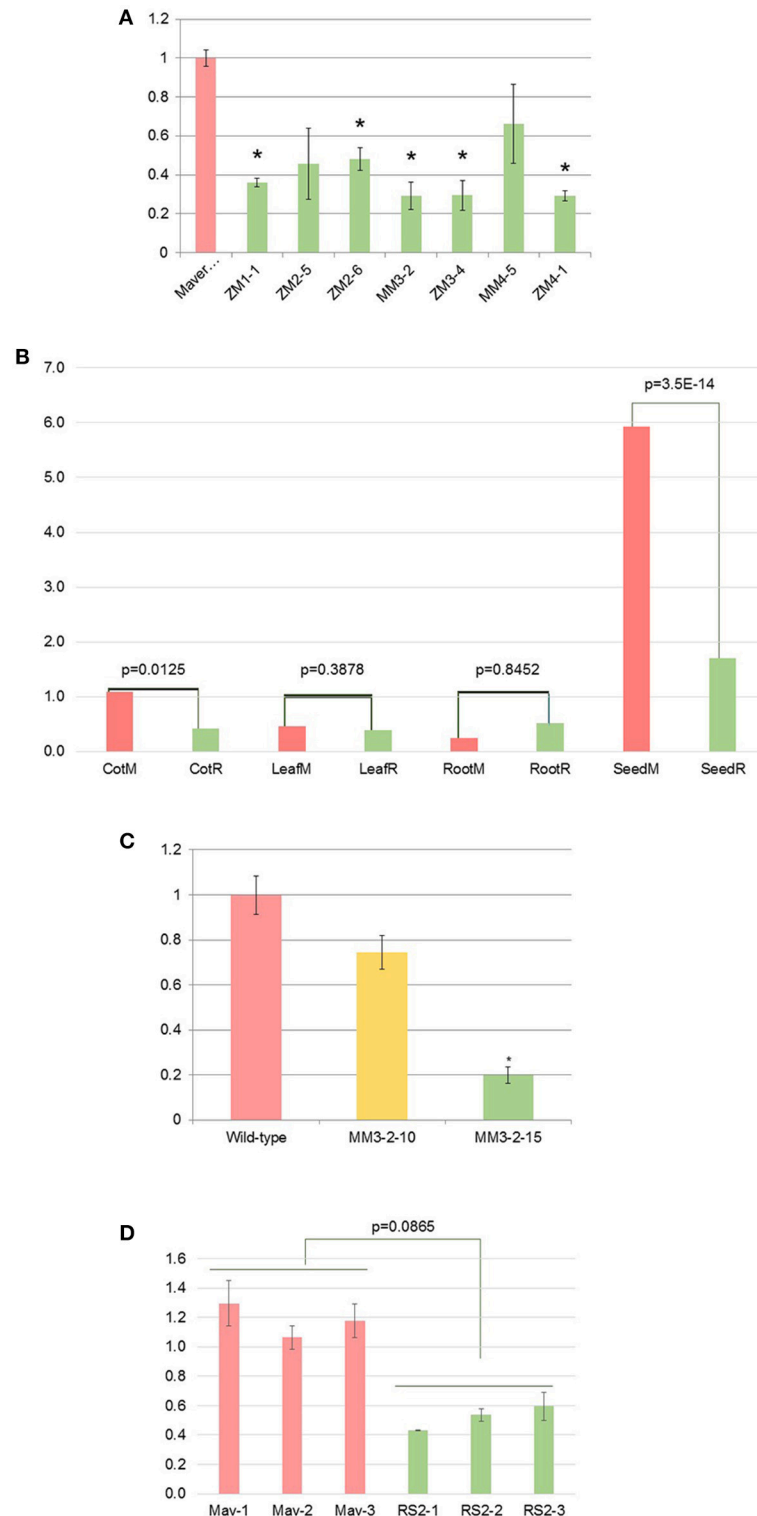 A
1.2
1
0.8
0.6
0.4
0.2
0
* * * * *
Maver... ZM1-1 ZM2-5 ZM2-6 MM3-2 ZM3-4 MM4-5 ZM4-1
B
7.0
6.0
5.0
4.0
3.0
2.0
1.0
0.0
p=0.0125 p=0.3878 p=0.8452 p=3.5E-14
CotM CotR LeafM LeafR RootM RootR SeedM SeedR
C
1.2
1
0.8
0.6
0.4
0.2
0
*
Wild-type MM3-2-10 MM3-2-15
D
p=0.0865
1.6
1.4
1.2
1.0
0.8
0.6
0.4
0.2
0.0
Mav-1 Mav-2 Mav-3 RS2-1 RS2-2 RS2-3